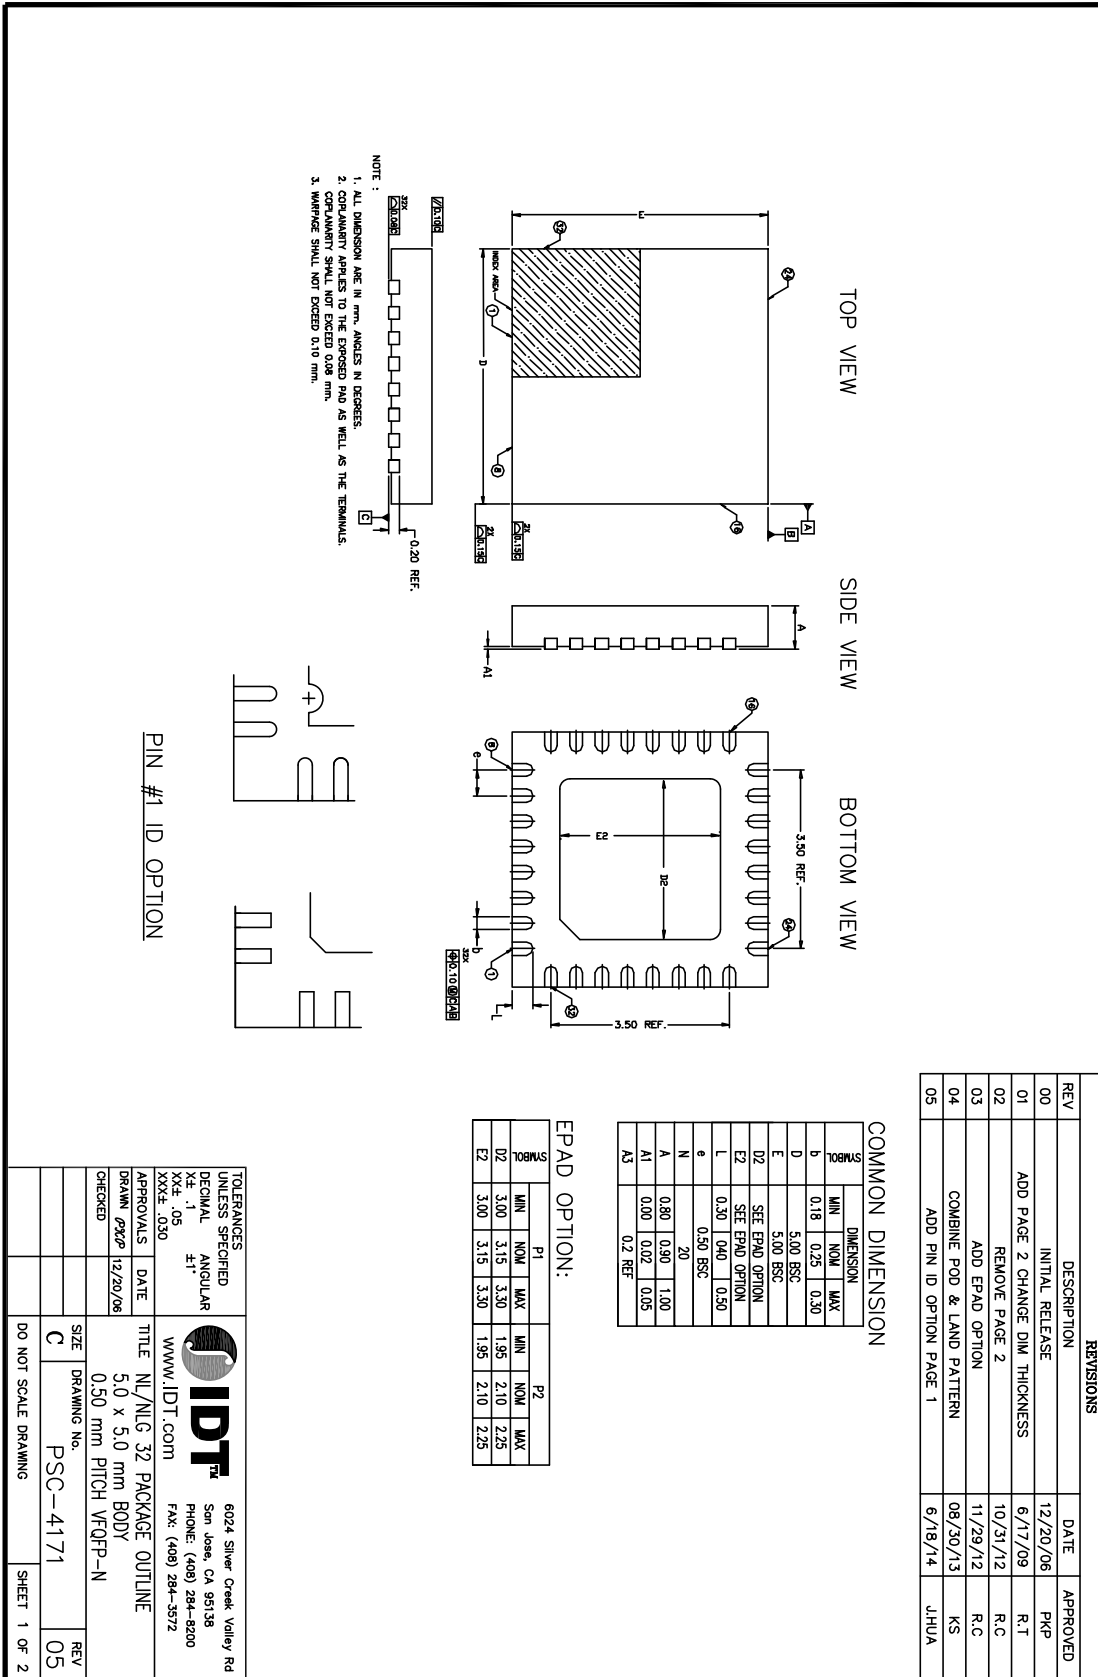 REVISIONS
REV DESCRIPTION DATE APPROVED
00 INITIAL RELEASE 12/20/06 PKP
01 ADD PAGE 2 CHANGE DIM THICKNESS 6/17/09 R.T
02 REMOVE PAGE 2 10/31/12 R.C
03 ADD EPAD OPTION 11/29/12 R.C
04 COMBINE POD & LAND PATTERN 08/30/13 KS
05 ADD PIN ID OPTION PAGE 1 6/18/14 J.HUA
TOP VIEW
SIDE VIEW
BOTTOM VIEW
E
D
INDEX AREA
32
1
8
16
24
A
B
2X
0.15 C
2X
0.15 C
A
A1
16
8
e
E2
D2
3.50 REF.
24
b
32X
0.10 M C A B
1
L
32
3.50 REF.
// 0.10 C
32X
0.08 C
C
0.20 REF.
NOTE :
1. ALL DIMENSION ARE IN mm. ANGLES IN DEGREES.
2. COPLANARITY APPLIES TO THE EXPOSED PAD AS WELL AS THE TERMINALS.
COPLANARITY SHALL NOT EXCEED 0.08 mm.
3. WARPAGE SHALL NOT EXCEED 0.10 mm.
PIN #1 ID OPTION
COMMON DIMENSION
SYMBOL DIMENSION
MIN NOM MAX
b 0.18 0.25 0.30
D 5.00 BSC
E 5.00 BSC
D2 SEE EPAD OPTION
E2 SEE EPAD OPTION
L 0.30 040 0.50
e 0.50 BSC
N 20
A 0.80 0.90 1.00
A1 0.00 0.02 0.05
A3 0.2 REF
EPAD OPTION:
SYMBOL P1 P2
MIN NOM MAX MIN NOM MAX
D2 3.00 3.15 3.30 1.95 2.10 2.25
E2 3.00 3.15 3.30 1.95 2.10 2.25
TOLERANCES
UNLESS SPECIFIED
DECIMAL ANGULAR
X± .1 ±1°
XX± .05
XXX± .030
APPROVALS DATE
DRAWN PKP 12/20/06
CHECKED
IDT™
www.IDT.com
6024 Silver Creek Valley Rd
San Jose, CA 95138
PHONE: (408) 284-8200
FAX: (408) 284-3572
TITLE NL/NLG 32 PACKAGE OUTLINE
5.0 x 5.0 mm BODY
0.50 mm PITCH VFQFP-N
SIZE DRAWING No. REV
C PSC-4171 05
DO NOT SCALE DRAWING SHEET 1 OF 2